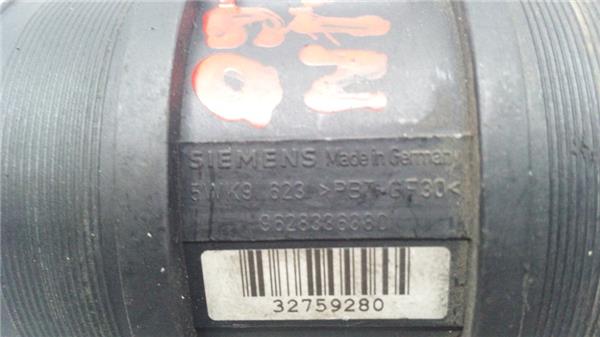 SIEMENS Made in Germany
5WK9 623 >PBT-GF30<
9628336380
32759280